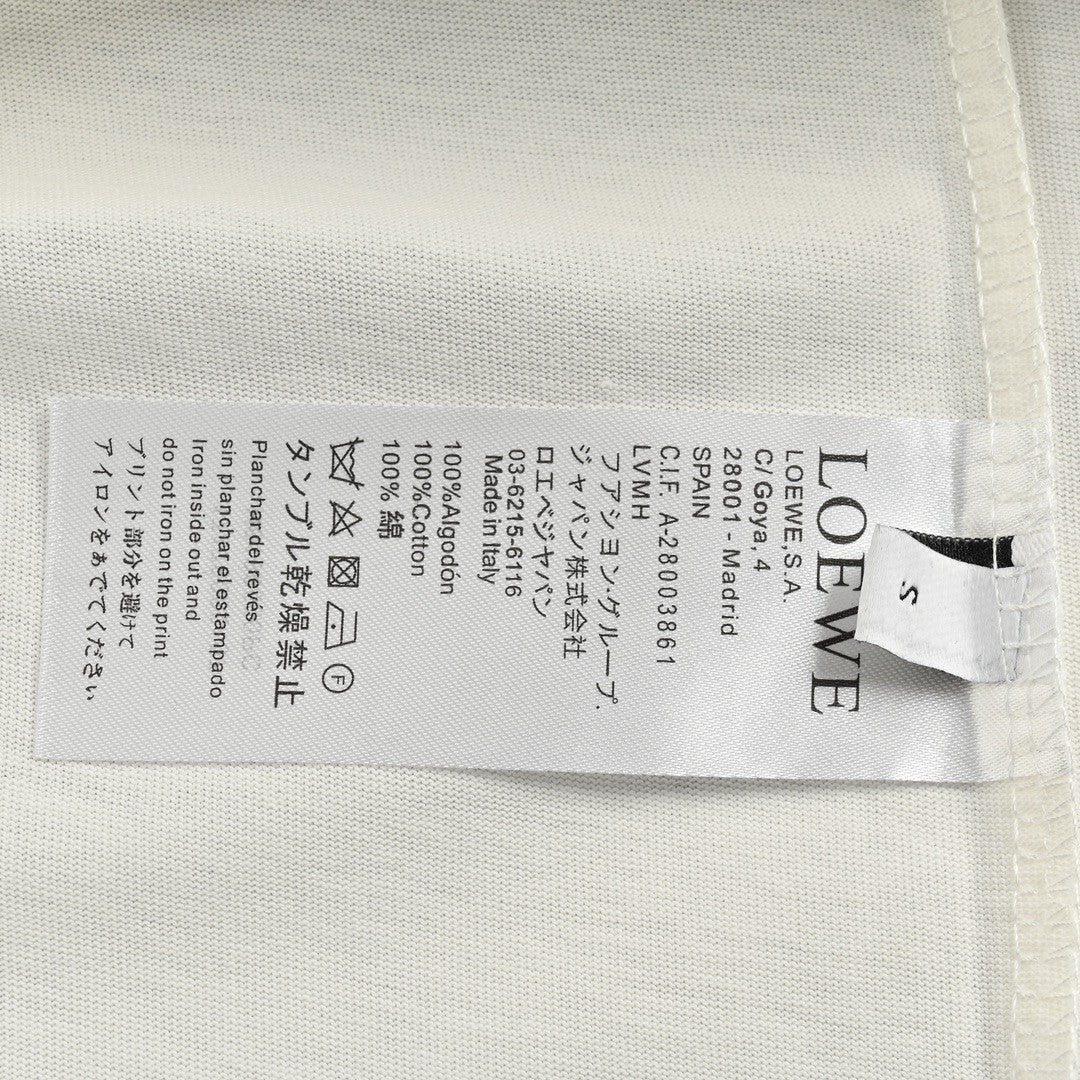 LOEWE
LOEWE,S.A.
C/ Goya,4
28001 - Madrid
SPAIN
C.I.F. A-28003861
LVMH
フアション·グループ.
ジャパン株式会社
ロエベジヤパン
03-6215-6116
Made in Italy
100%Algodón
100%Cotton
100% 綿
F
タンブル乾燥禁止
Planchar del revés
sin planchar el estampado
Iron inside out and
do not iron on the print
プリント部分を避けて
アイロンをあでてください
S